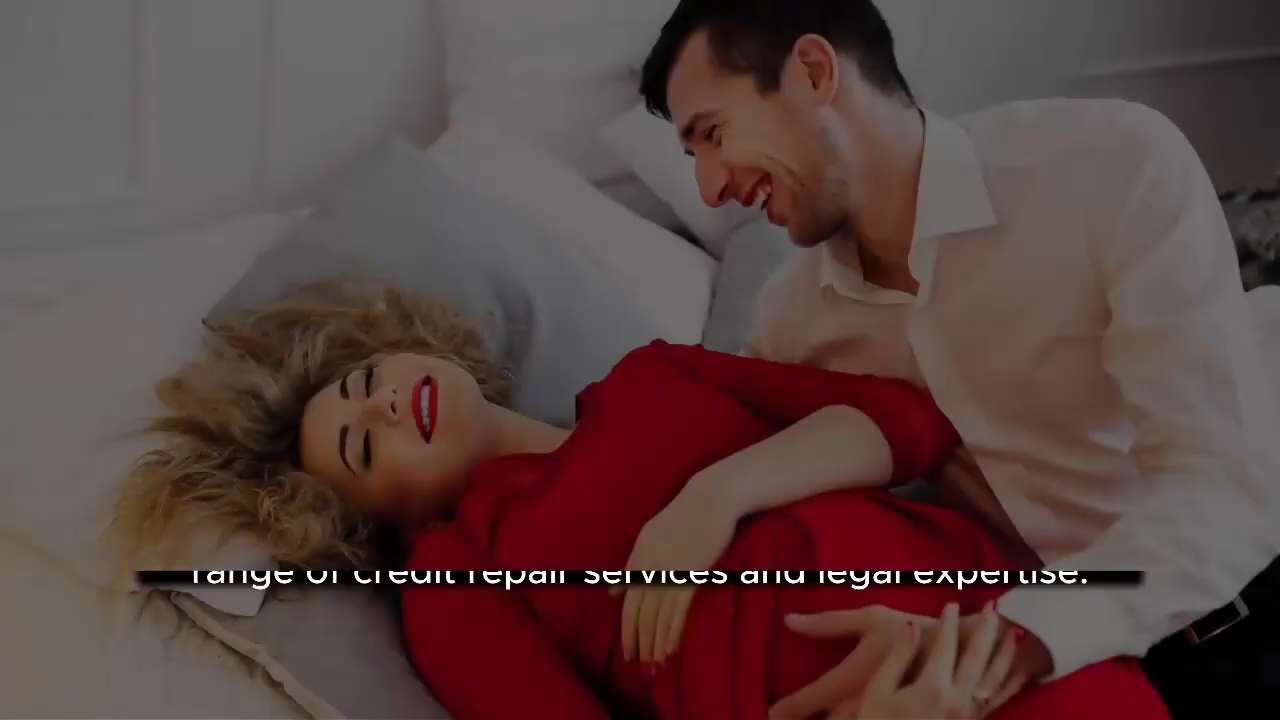 range of credit repair services and legal expertise.